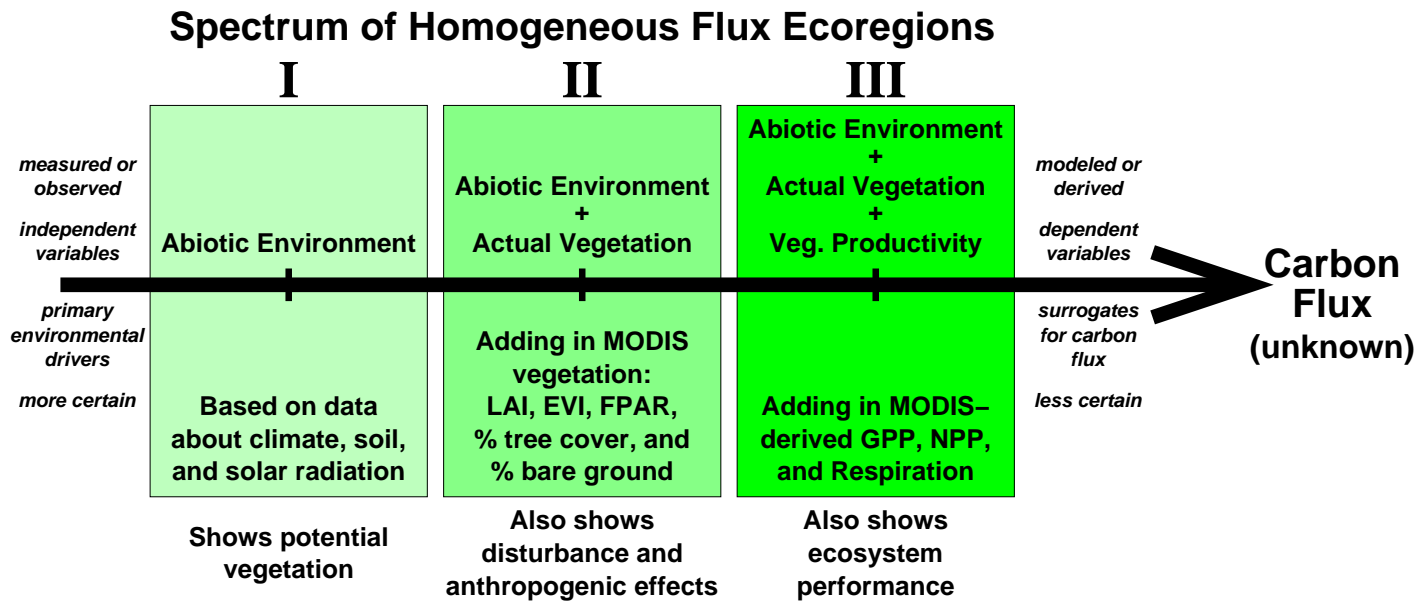 Spectrum of Homogeneous Flux Ecoregions
I
II
III
measured or
observed
independent
variables
primary
environmental
drivers
more certain
Abiotic Environment
Based on data
about climate, soil,
and solar radiation
Shows potential
vegetation
Abiotic Environment
+
Actual Vegetation
Adding in MODIS
vegetation:
LAI, EVI, FPAR,
% tree cover, and
% bare ground
Also shows
disturbance and
anthropogenic effects
Abiotic Environment
+
Actual Vegetation
+
Veg. Productivity
Adding in MODIS–
derived GPP, NPP,
and Respiration
Also shows
ecosystem
performance
modeled or
derived
dependent
variables
surrogates
for carbon
flux
less certain
Carbon
Flux
(unknown)